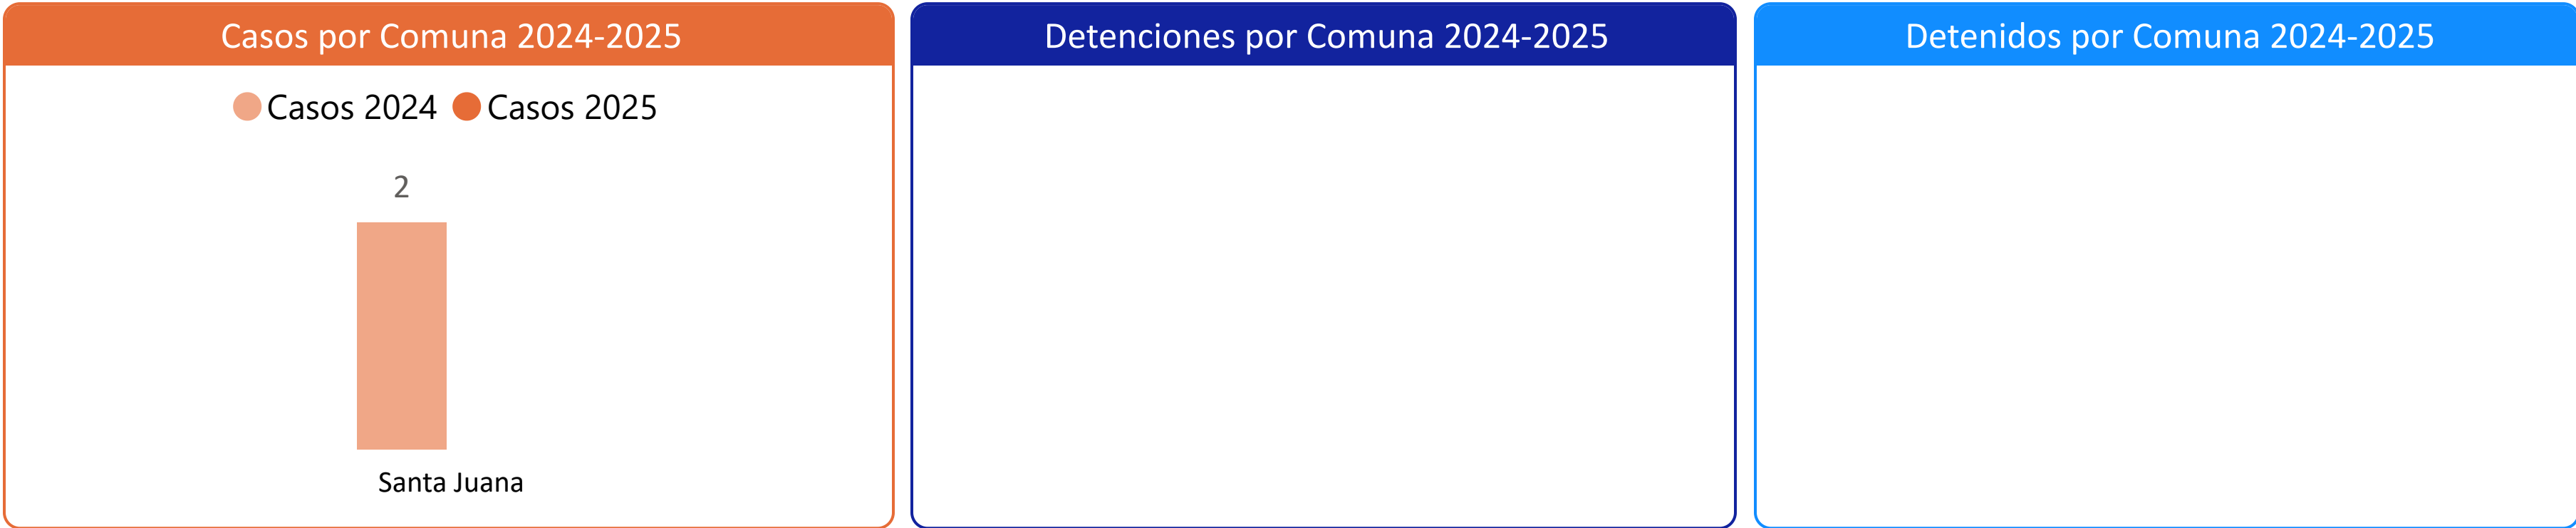 Casos por Comuna 2024-2025
Casos 2024 Casos 2025
2
Santa Juana
Detenciones por Comuna 2024-2025
Detenidos por Comuna 2024-2025